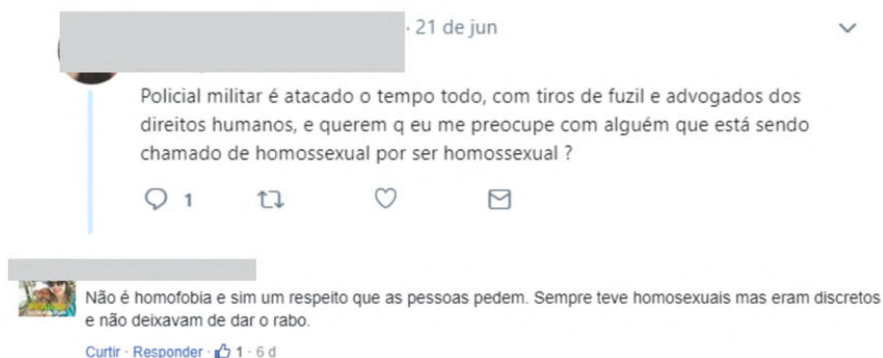 · 21 de jun
Policial militar é atacado o tempo todo, com tiros de fuzil e advogados dos
direitos humanos, e querem q eu me preocupe com alguém que está sendo
chamado de homossexual por ser homossexual ?
1
Não é homofobia e sim um respeito que as pessoas pedem. Sempre teve homosexuais mas eram discretos
e não deixavam de dar o rabo.
Curtir · Responder · 1 · 6 d